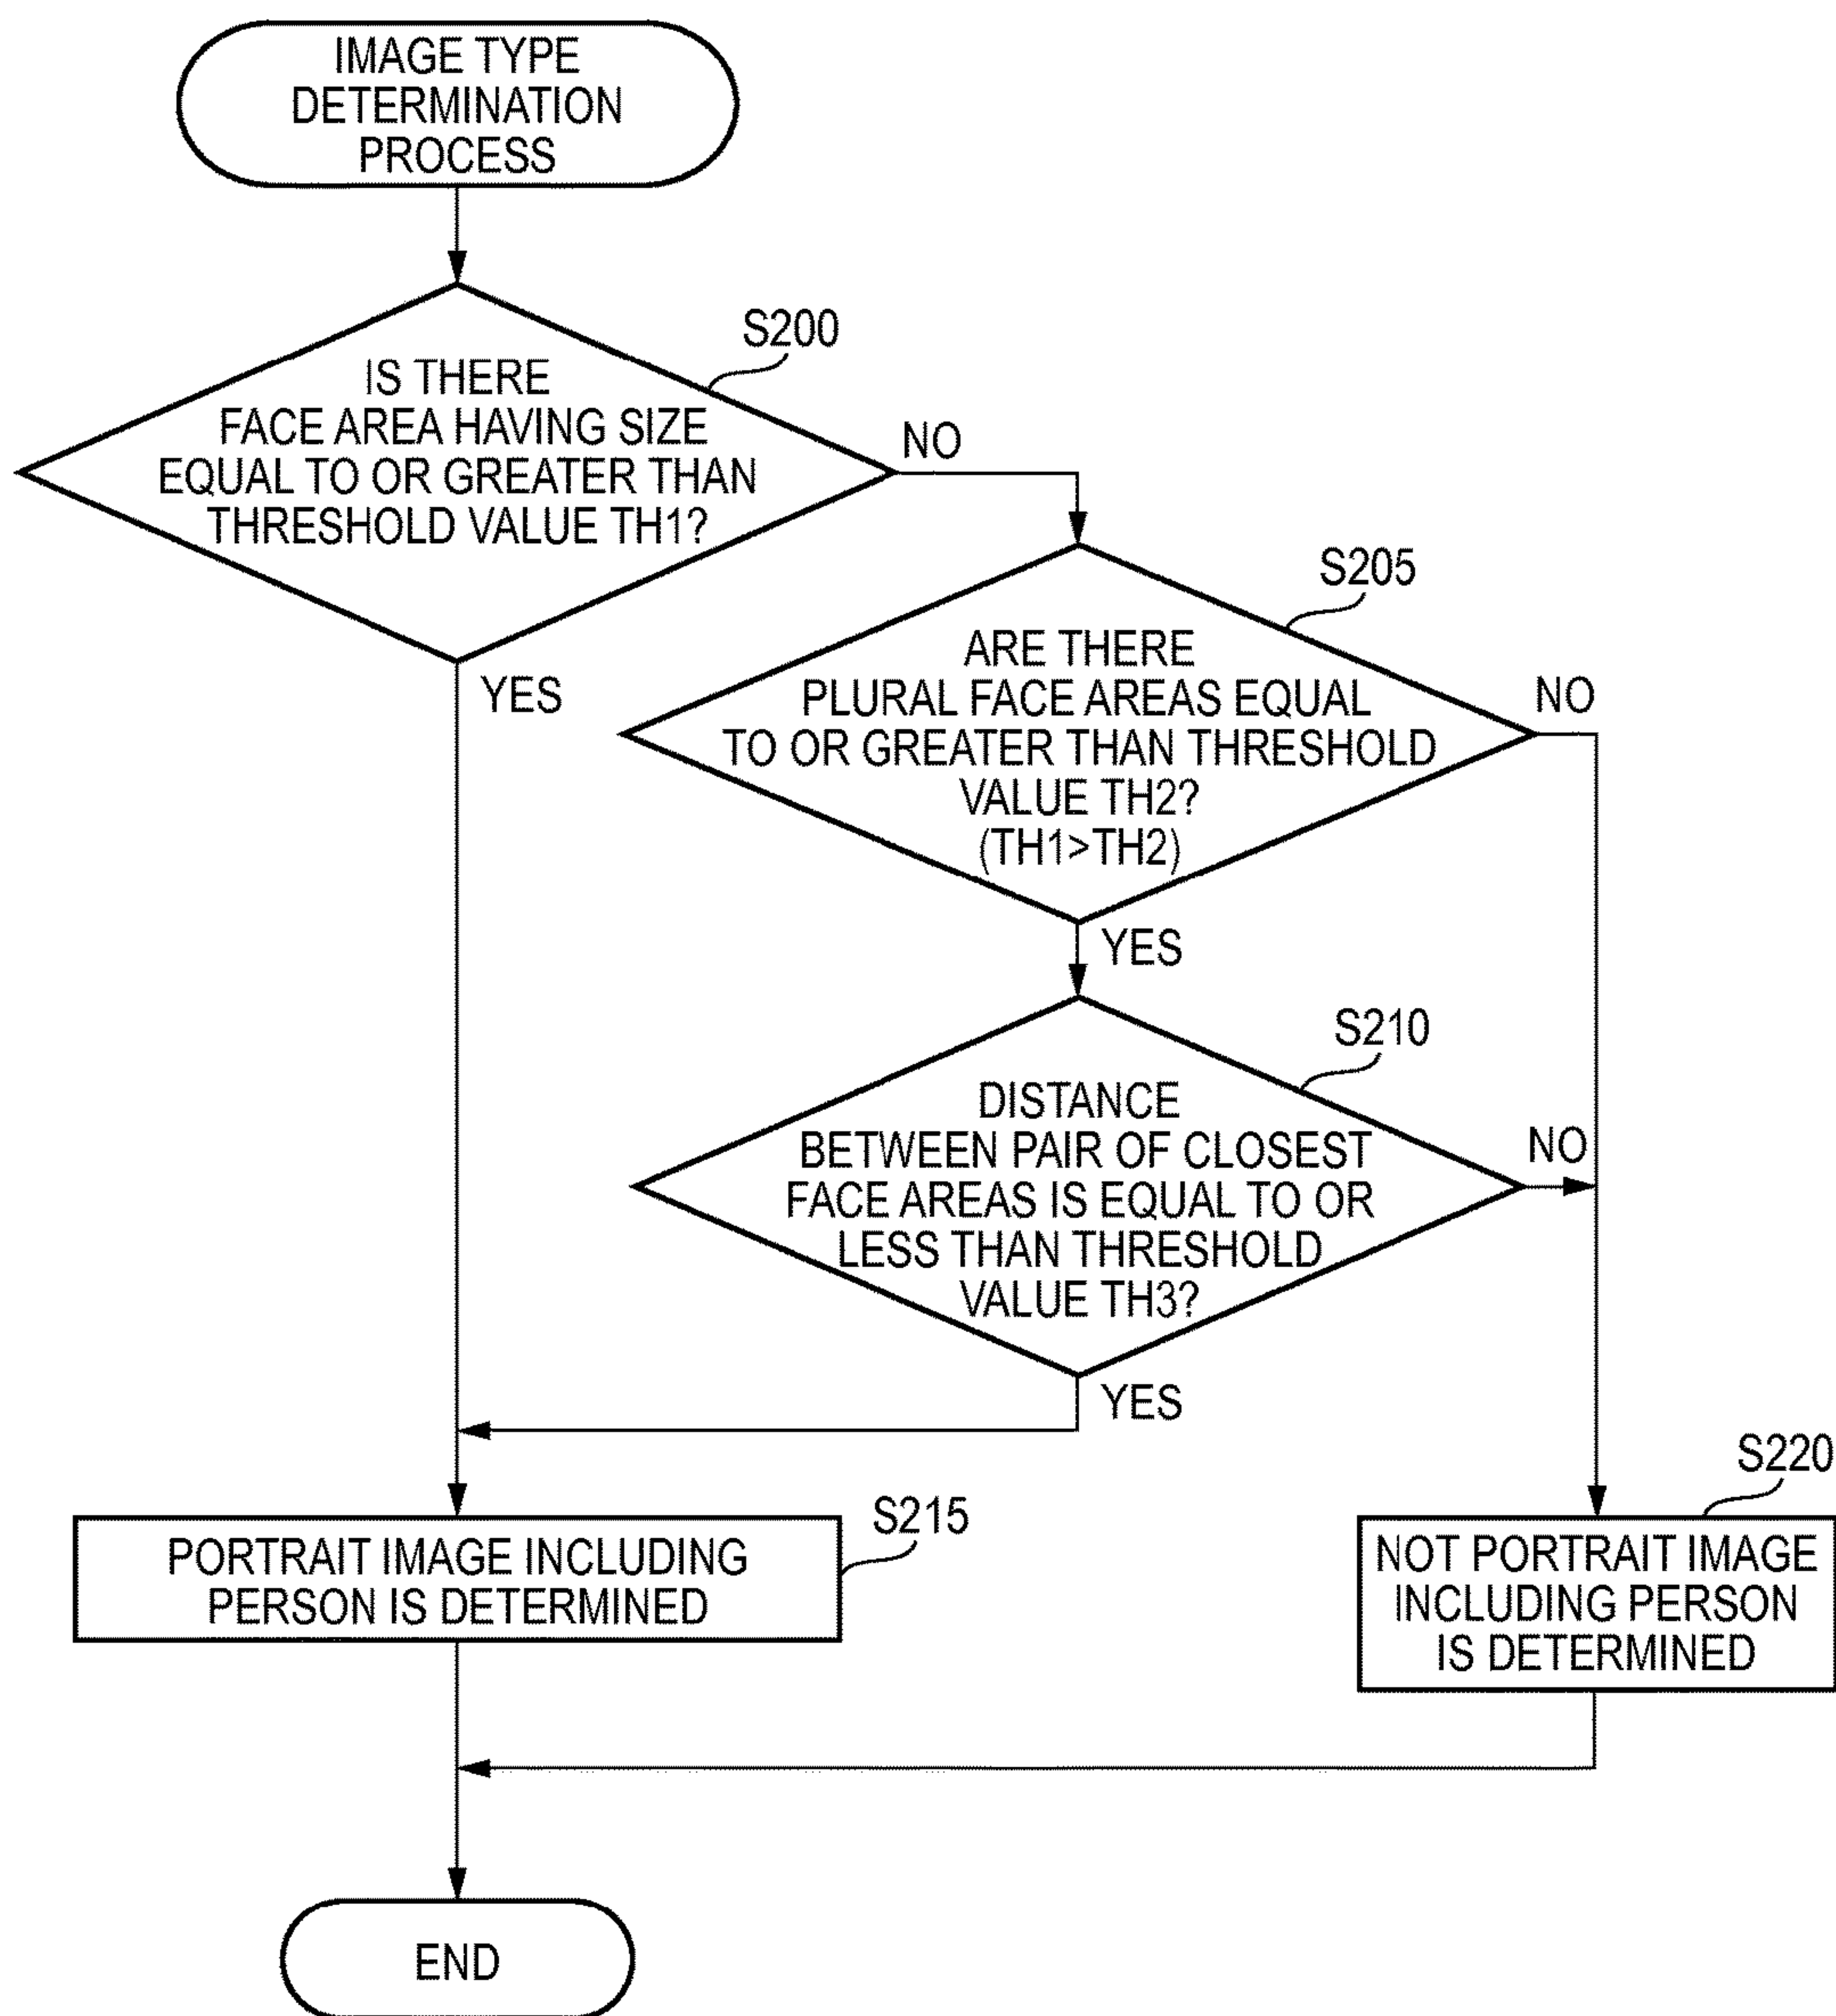 IMAGE TYPE
DETERMINATION
PROCESS
S200
IS THERE
FACE AREA HAVING SIZE
EQUAL TO OR GREATER THAN
THRESHOLD VALUE TH1?
NO
YES
S205
ARE THERE
PLURAL FACE AREAS EQUAL
TO OR GREATER THAN THRESHOLD
VALUE TH2?
(TH1>TH2)
NO
YES
S210
DISTANCE
BETWEEN PAIR OF CLOSEST
FACE AREAS IS EQUAL TO OR
LESS THAN THRESHOLD
VALUE TH3?
NO
YES
S215
PORTRAIT IMAGE INCLUDING
PERSON IS DETERMINED
S220
NOT PORTRAIT IMAGE
INCLUDING PERSON
IS DETERMINED
END